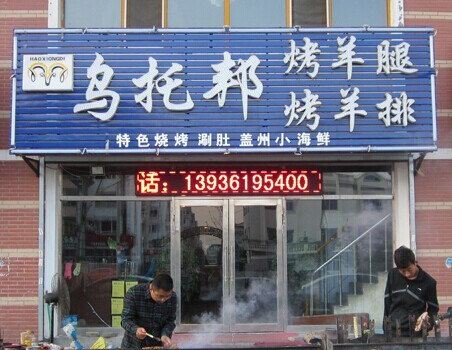 HAOXIONGDI
乌托邦
烤羊腿
烤羊排
特色烧烤 涮肚 盖州小海鲜
话：13936195400